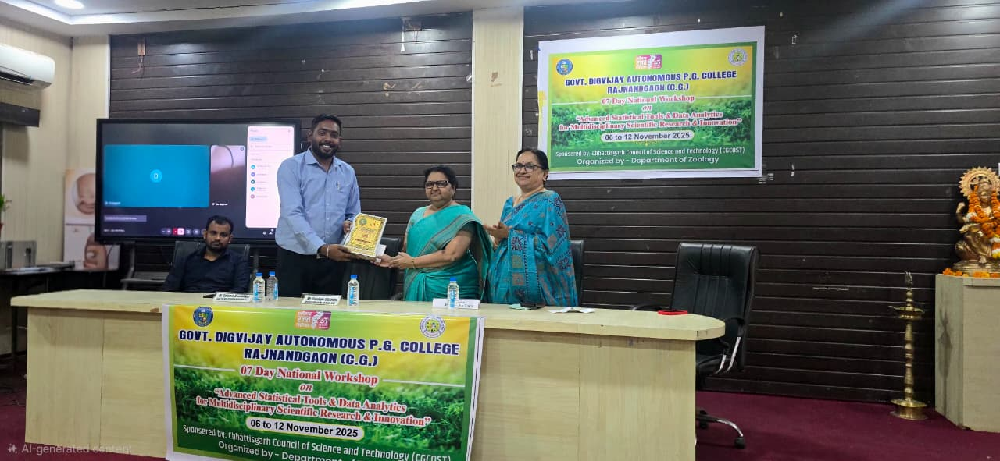 GOVT. DIGVIJAY AUTONOMOUS P.G. COLLEGE
RAJNANDGAON (C.G.)
07 Day National Workshop
on
“Advanced Statistical Tools & Data Analytics
for Multidisciplinary Scientific Research & Innovation”
06 to 12 November 2025
Sponsered by: Chhattisgarh Council of Science and Technology (CGCOST)
Organized by - Department of Zoology
D
GOVT. DIGVIJAY AUTONOMOUS P.G. COLLEGE
RAJNANDGAON (C.G.)
07 Day National Workshop
on
“Advanced Statistical Tools & Data Analytics
for Multidisciplinary Scientific Research & Innovation”
06 to 12 November 2025
Sponsered by: Chhattisgarh Council of Science and Technology (CGCOST)
Organized by - Department of
AI-generated content